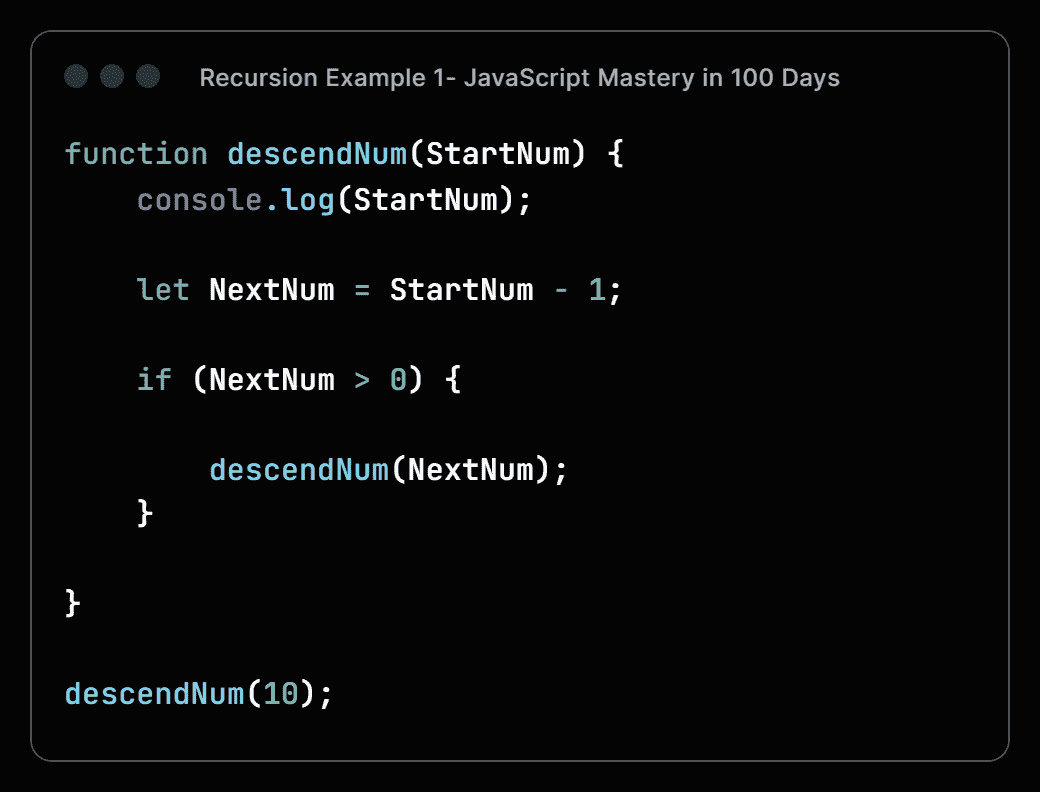 Recursion Example 1- JavaScript Mastery in 100 Days
function descendNum(StartNum) {
    console.log(StartNum);
    let NextNum = StartNum - 1;
    if (NextNum > 0) {
        descendNum(NextNum);
    }
}
descendNum(10);